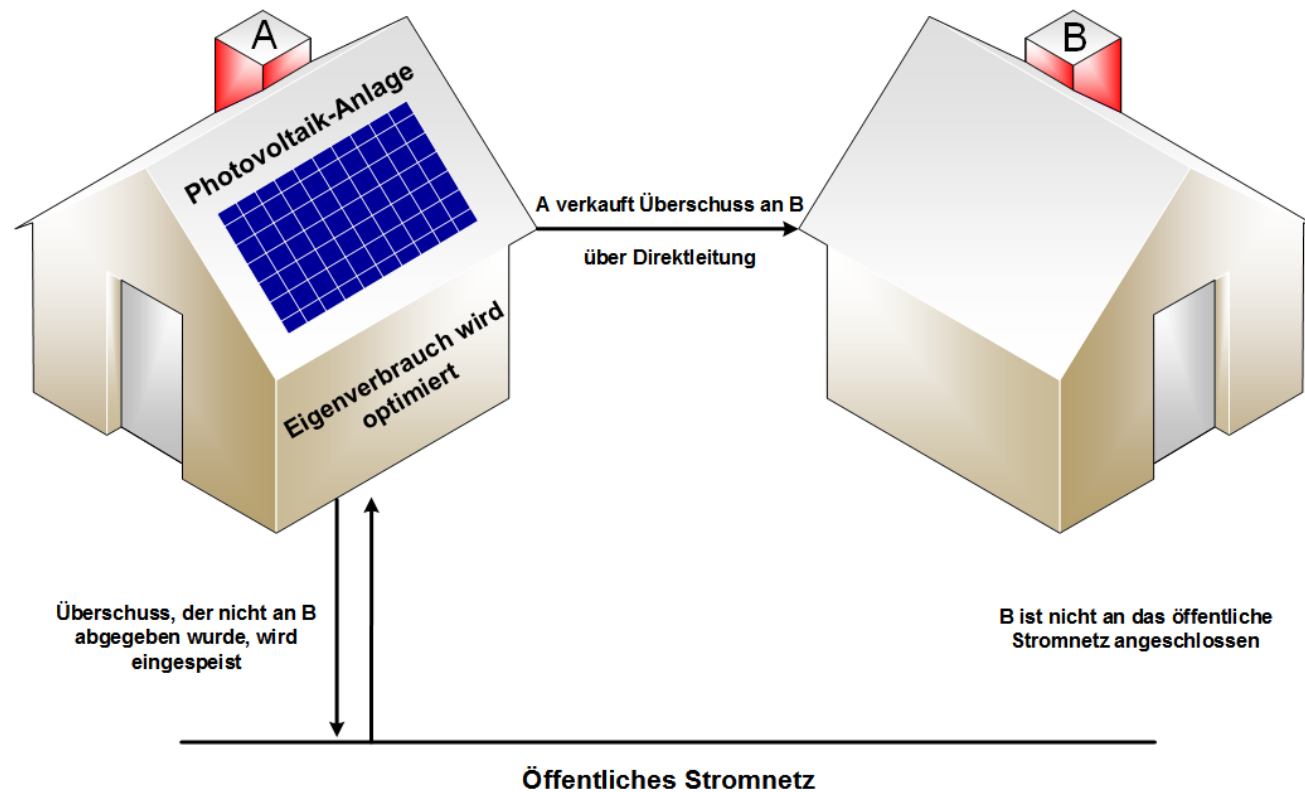 A
B
Photovoltaik-Anlage
A verkauft Überschuss an B
über Direktleitung
Eigenverbrauch wird
optimiert
Überschuss, der nicht an B
abgegeben wurde, wird
eingespeist
B ist nicht an das öffentliche
Stromnetz angeschlossen
Öffentliches Stromnetz